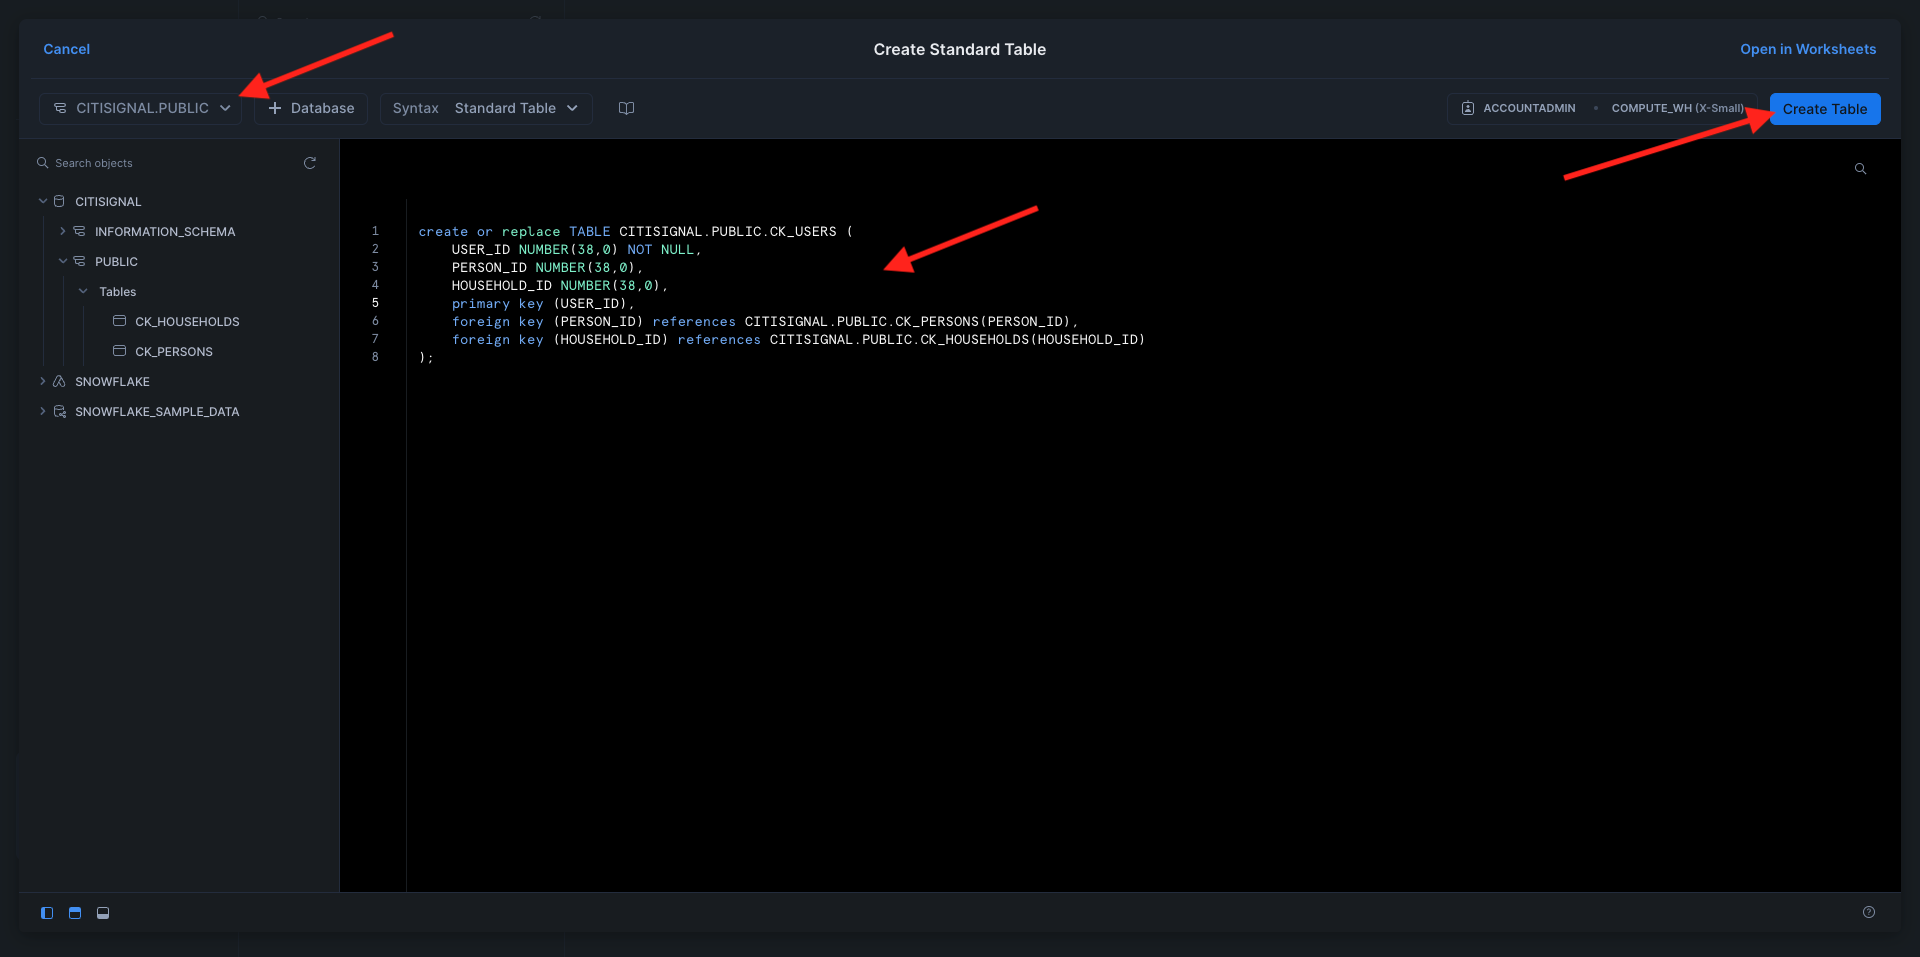 Cancel
Create Standard Table
Open in Worksheets
CITISIGNAL.PUBLIC
Database
Syntax Standard Table
ACCOUNTADMIN
COMPUTE_WH (X-Small)
Create Table
Search objects
CITISIGNAL
INFORMATION_SCHEMA
PUBLIC
Tables
CK_HOUSEHOLDS
CK_PERSONS
SNOWFLAKE
SNOWFLAKE_SAMPLE_DATA
1 create or replace TABLE CITISIGNAL.PUBLIC.CK_USERS (
2 USER_ID NUMBER(38,0) NOT NULL,
3 PERSON_ID NUMBER(38,0),
4 HOUSEHOLD_ID NUMBER(38,0),
5 primary key (USER_ID),
6 foreign key (PERSON_ID) references CITISIGNAL.PUBLIC.CK_PERSONS(PERSON_ID),
7 foreign key (HOUSEHOLD_ID) references CITISIGNAL.PUBLIC.CK_HOUSEHOLDS(HOUSEHOLD_ID)
8 );